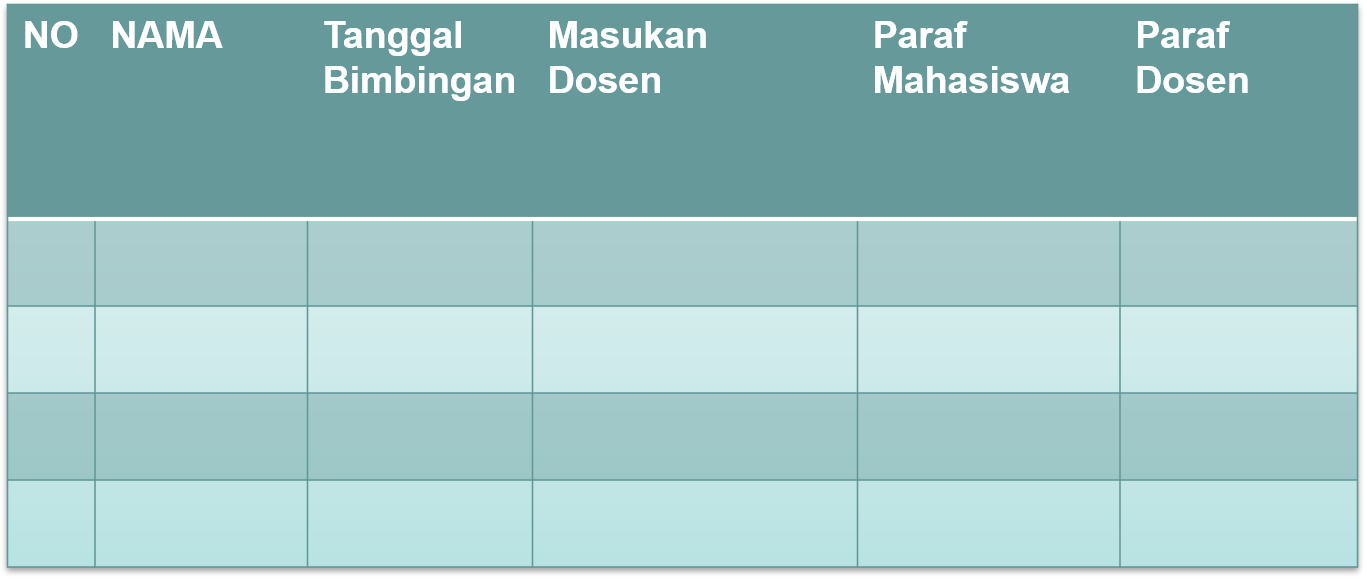 NO
NAMA
Tanggal
Bimbingan
Masukan
Dosen
Paraf
Mahasiswa
Paraf
Dosen